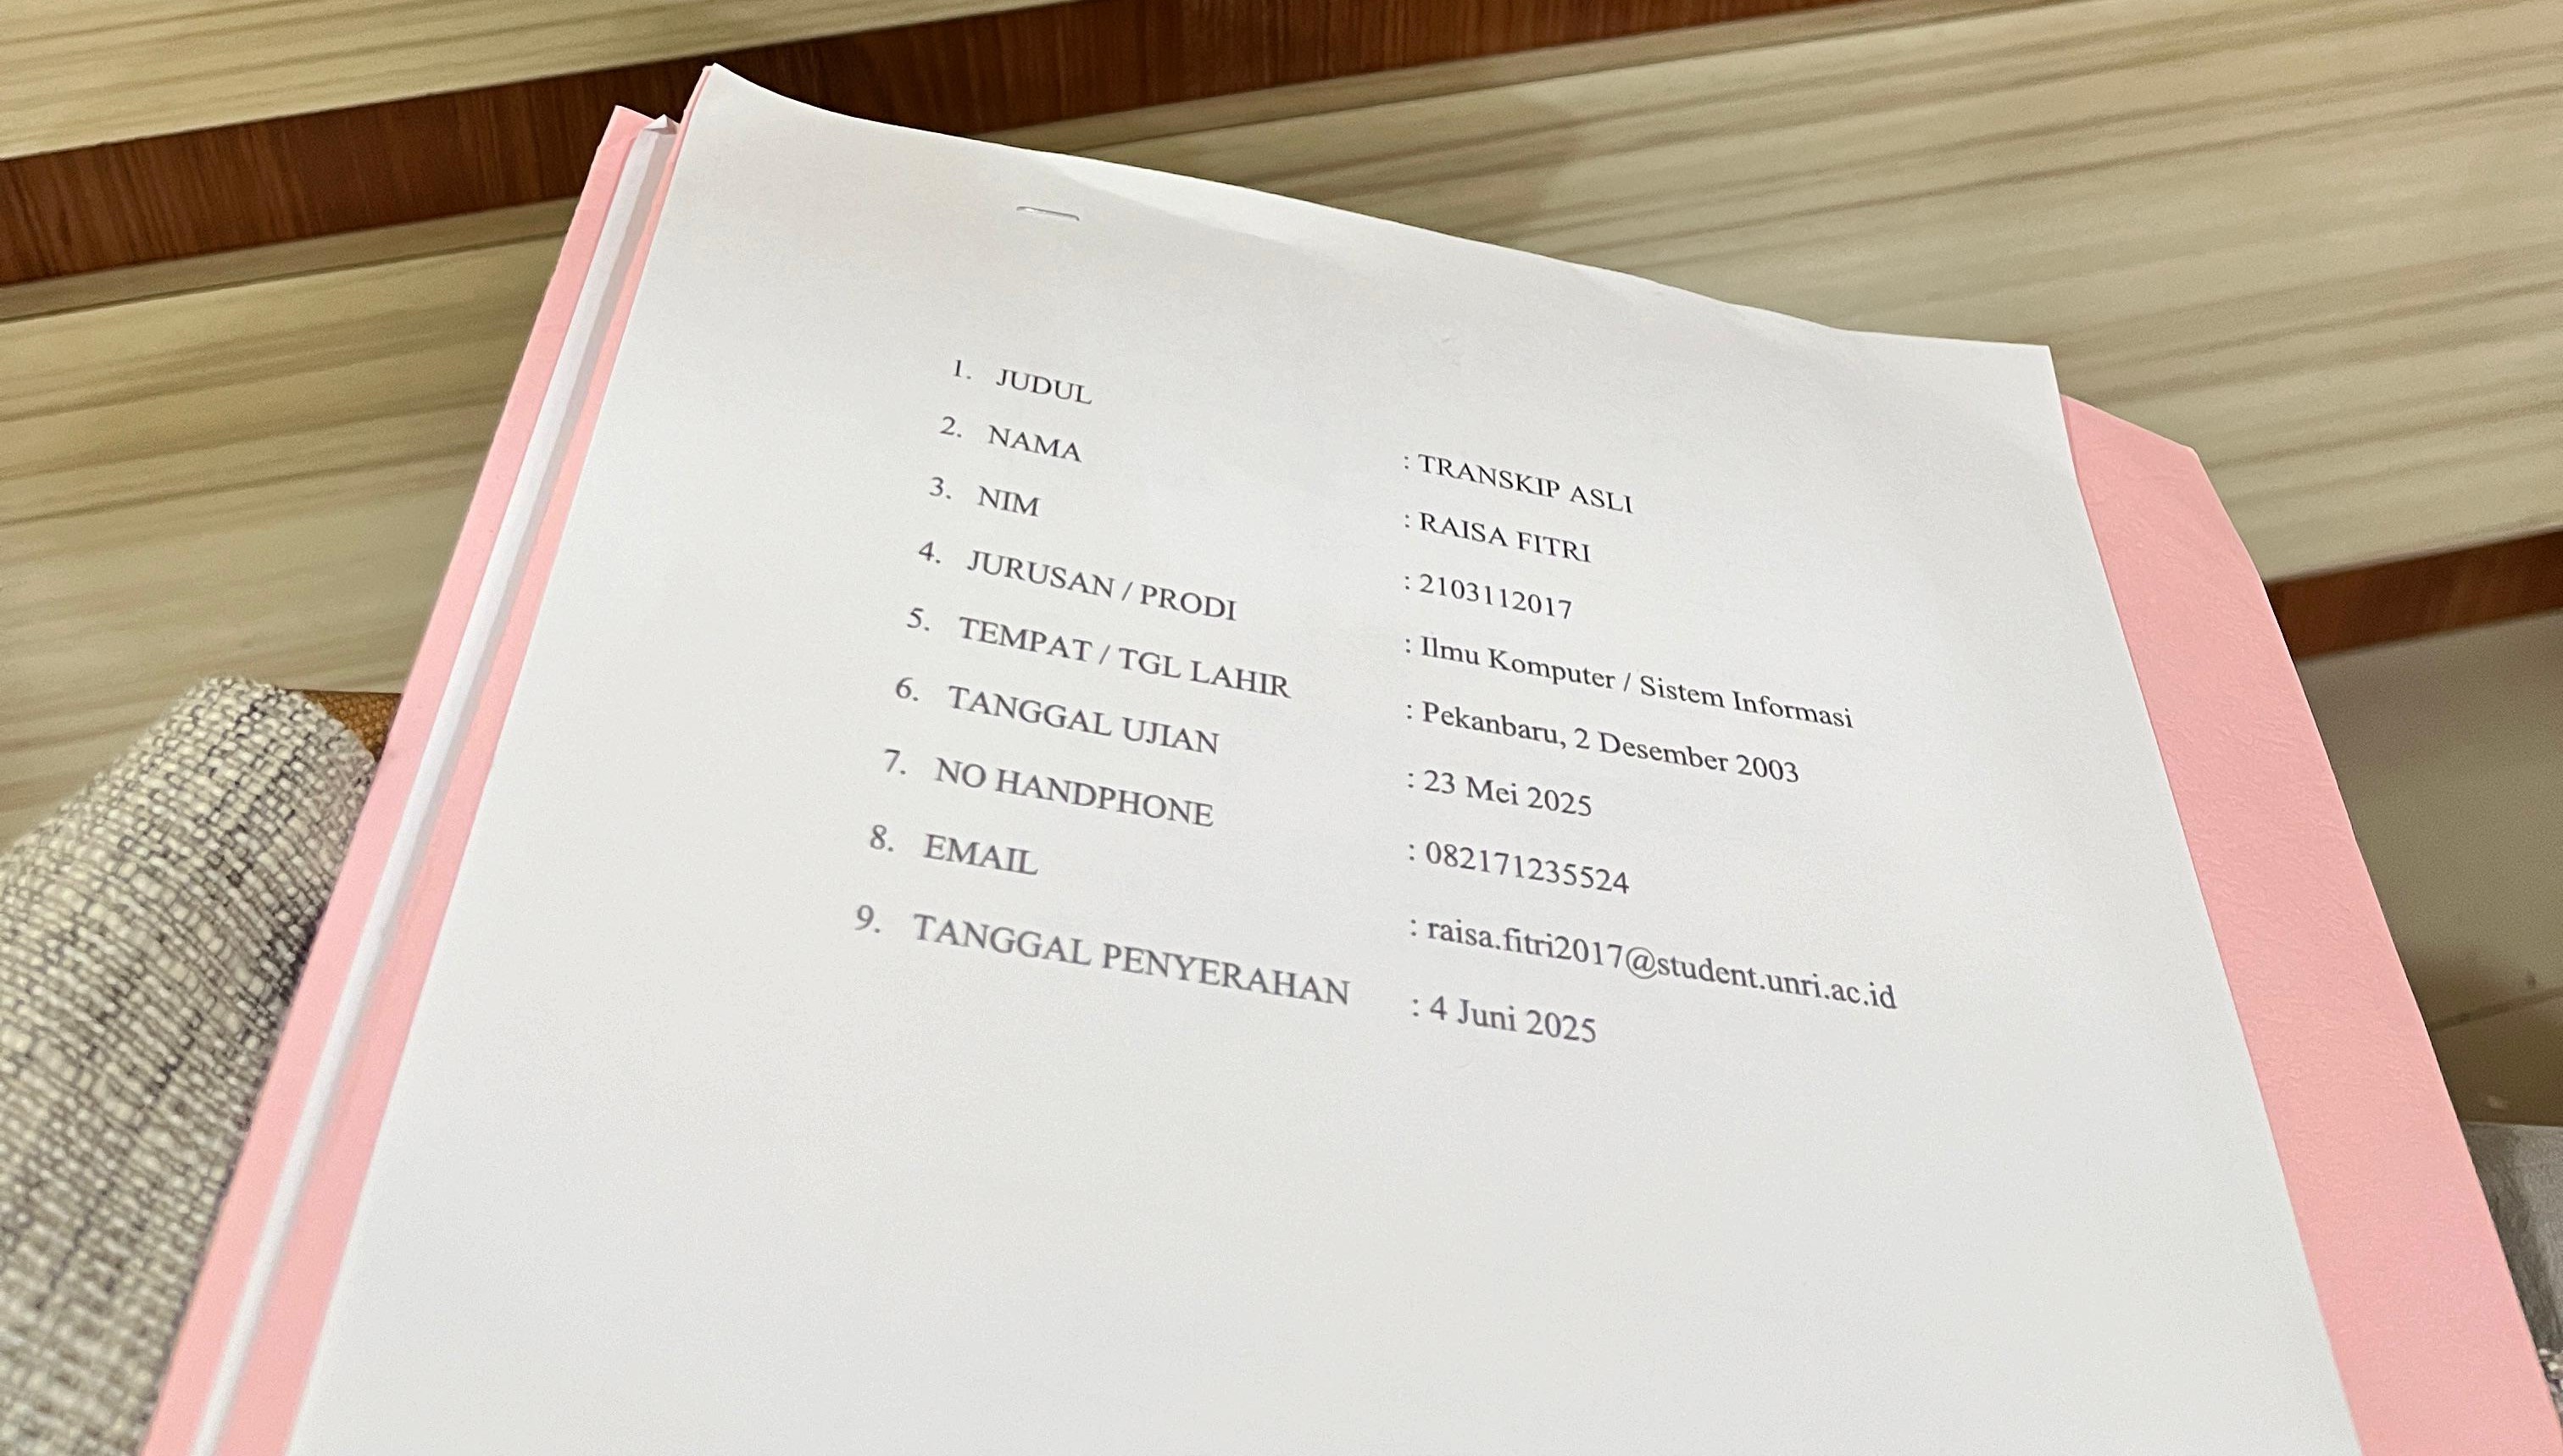 1. JUDUL : TRANSKIP ASLI
2. NAMA : RAISA FITRI
3. NIM : 2103112017
4. JURUSAN / PRODI : Ilmu Komputer / Sistem Informasi
5. TEMPAT / TGL LAHIR : Pekanbaru, 2 Desember 2003
6. TANGGAL UJIAN : 23 Mei 2025
7. NO HANDPHONE : 082171235524
8. EMAIL : raisa.fitri2017@student.unri.ac.id
9. TANGGAL PENYERAHAN : 4 Juni 2025